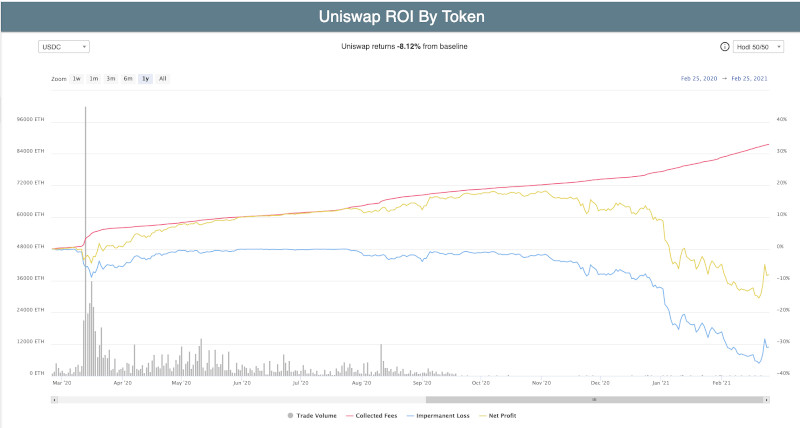 Uniswap ROI By Token
USDC
Uniswap returns -8.12% from baseline
Hodl 50/50
Zoom 1w 1m 3m 6m 1y All
Feb 25, 2020 → Feb 25, 2021
96000 ETH 40%
84000 ETH 30%
72000 ETH 20%
60000 ETH 10%
48000 ETH 0%
36000 ETH -10%
24000 ETH -20%
12000 ETH -30%
0 ETH -40%
Mar '20 Apr '20 May '20 Jun '20 Jul '20 Aug '20 Sep '20 Oct '20 Nov '20 Dec '20 Jan '21 Feb '21
Trade Volume Collected Fees Impermanent Loss Net Profit